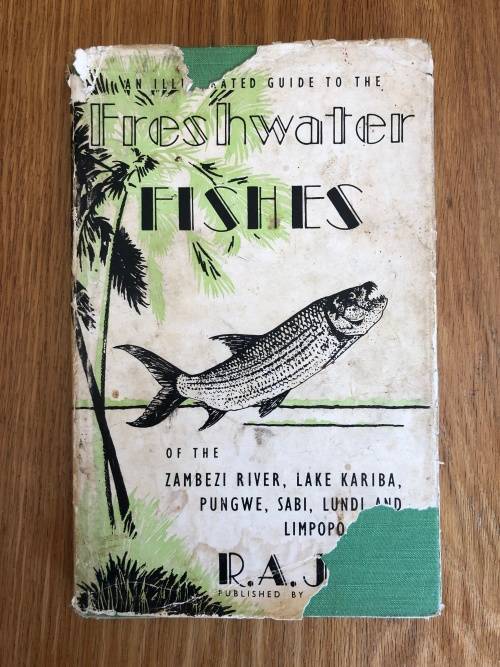 AN ILLUSTRATED GUIDE TO THE
Freshwater
FISHES
OF THE
ZAMBEZI RIVER, LAKE KARIBA,
PUNGWE, SABI, LUNDI AND
LIMPOPO
R.A.J
PUBLISHED BY